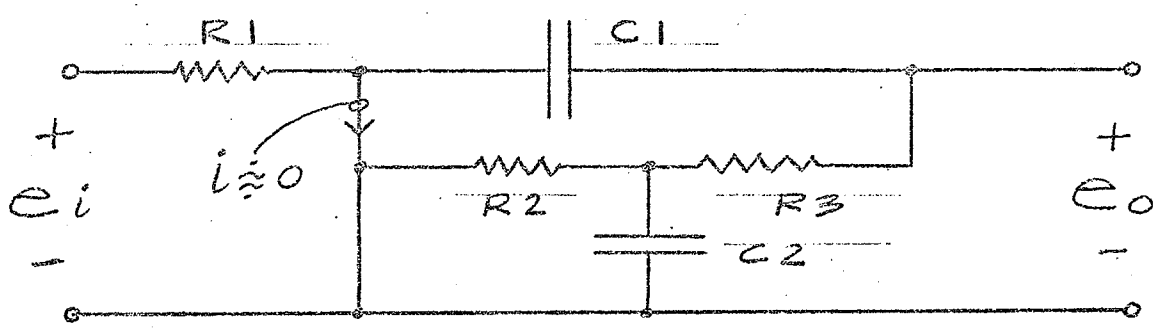 R1 C1
+ +
i≈0
ei R2 R3 eo
- C2 -